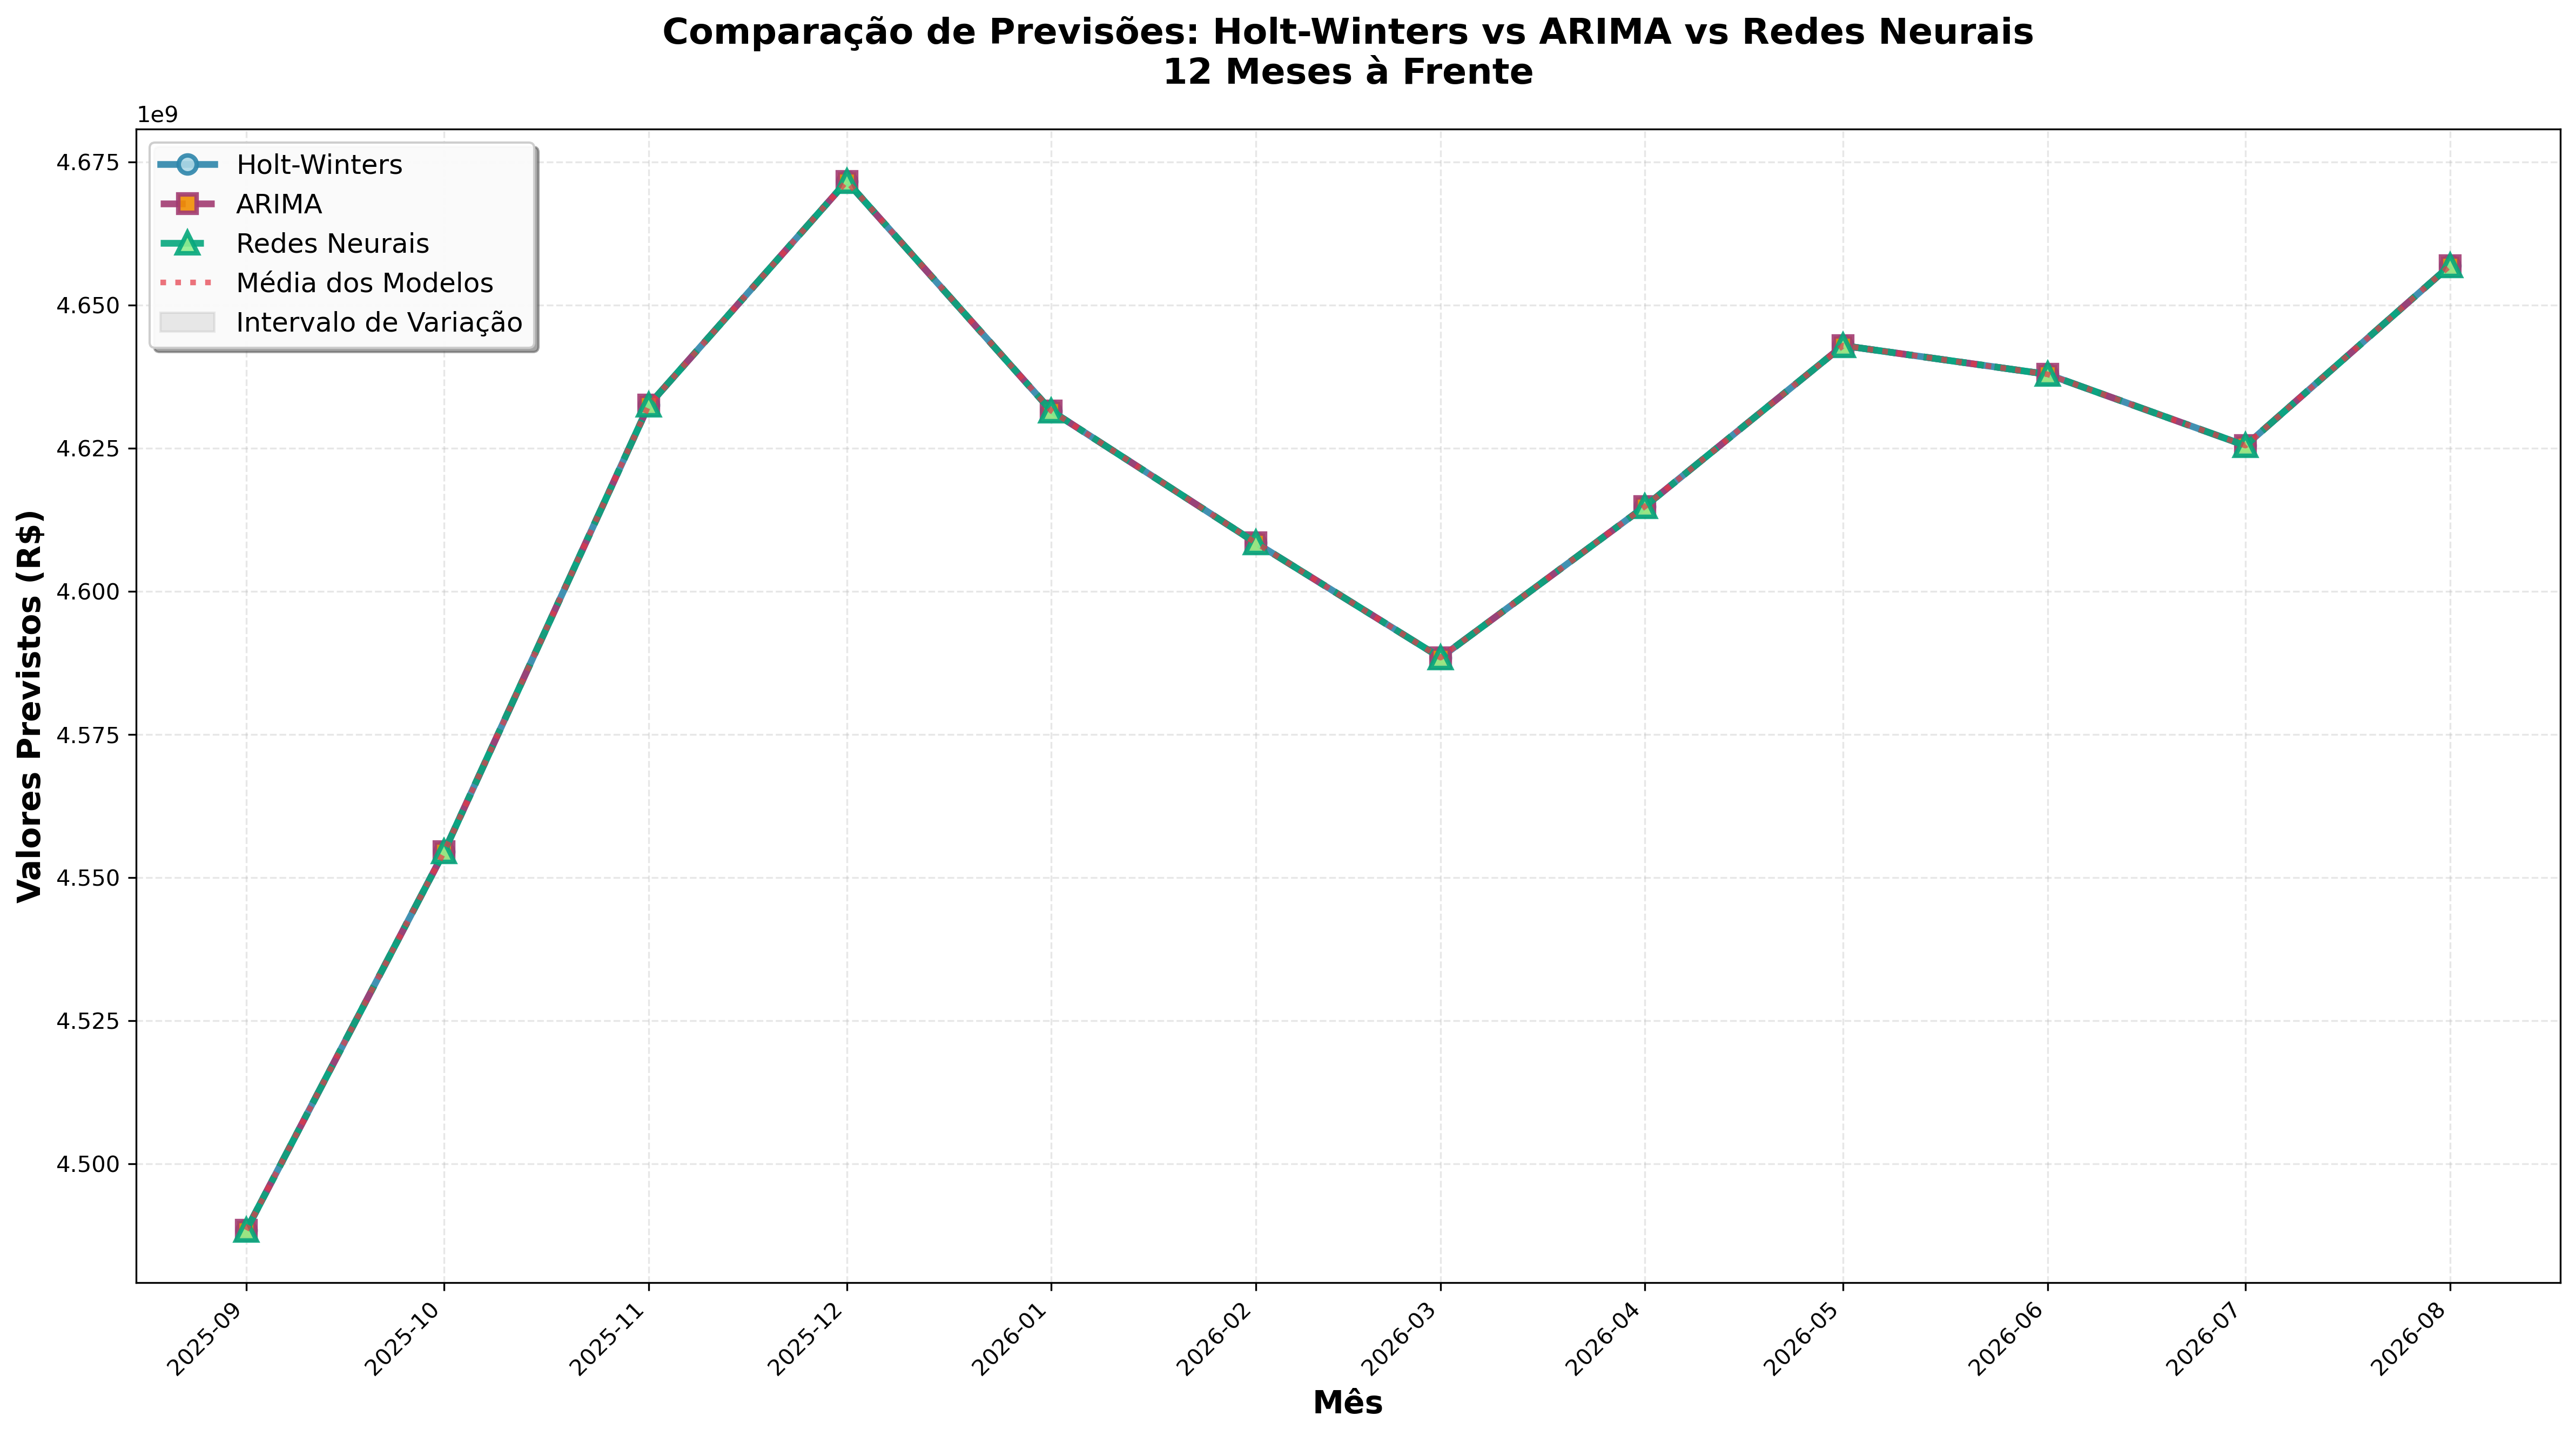 Comparação de Previsões: Holt-Winters vs ARIMA vs Redes Neurais
12 Meses à Frente
1e9
Holt-Winters
ARIMA
Redes Neurais
Média dos Modelos
Intervalo de Variação
4.675
4.650
4.625
4.600
4.575
4.550
4.525
4.500
Valores Previstos (R$)
2025-09
2025-10
2025-11
2025-12
2026-01
2026-02
2026-03
2026-04
2026-05
2026-06
2026-07
2026-08
Mês